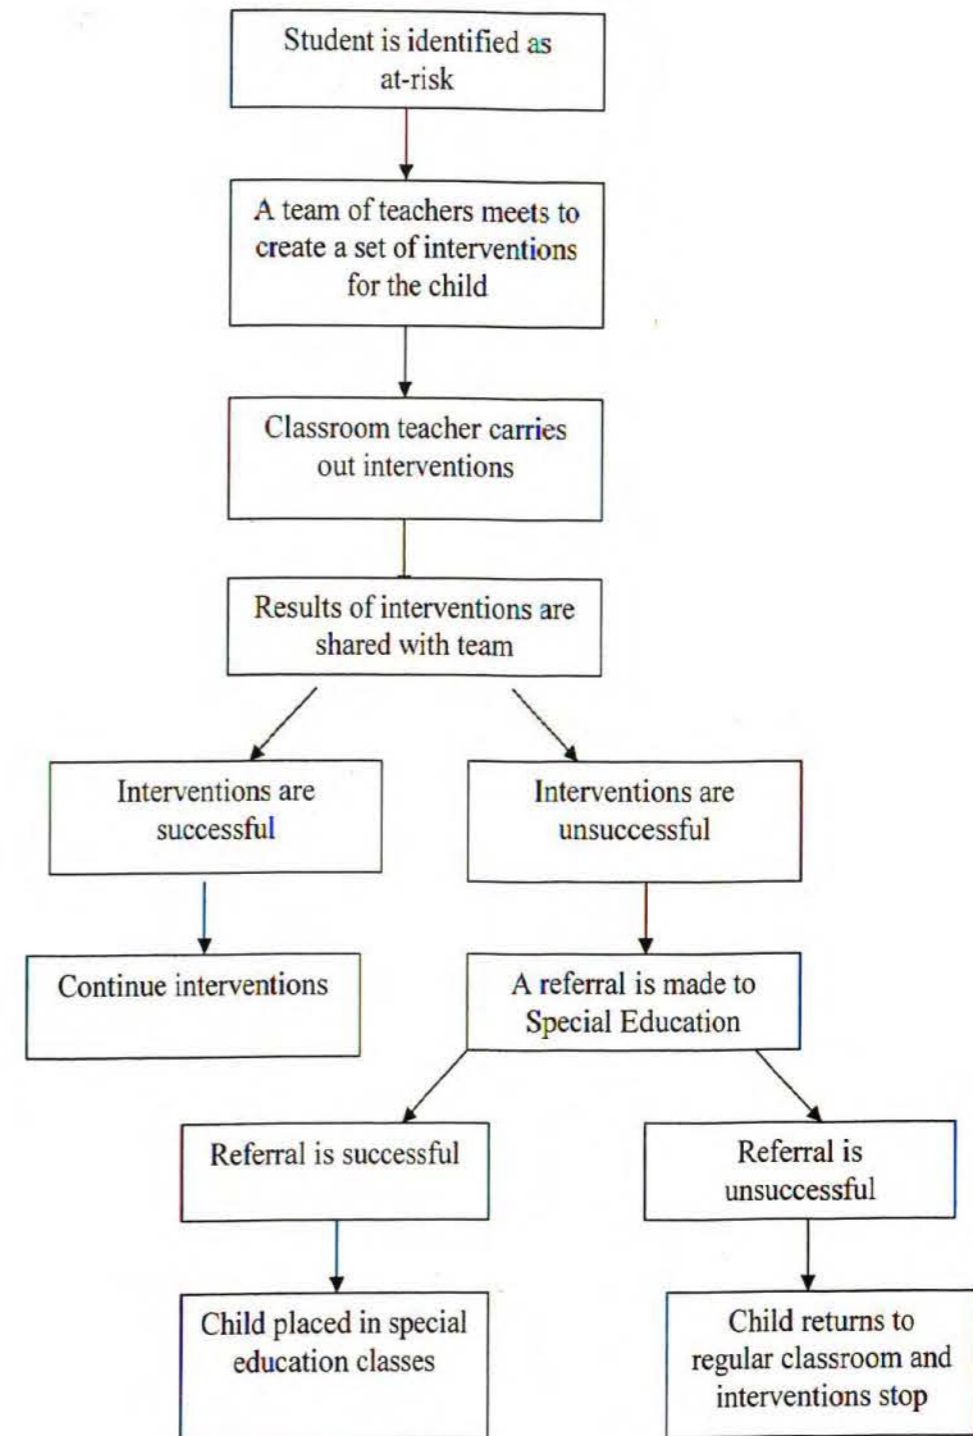 Student is identified as
at-risk
A team of teachers meets to
create a set of interventions
for the child
Classroom teacher carries
out interventions
Results of interventions are
shared with team
Interventions are
successful
Interventions are
unsuccessful
Continue interventions
A referral is made to
Special Education
Referral is successful
Referral is
unsuccessful
Child placed in special
education classes
Child returns to
regular classroom and
interventions stop